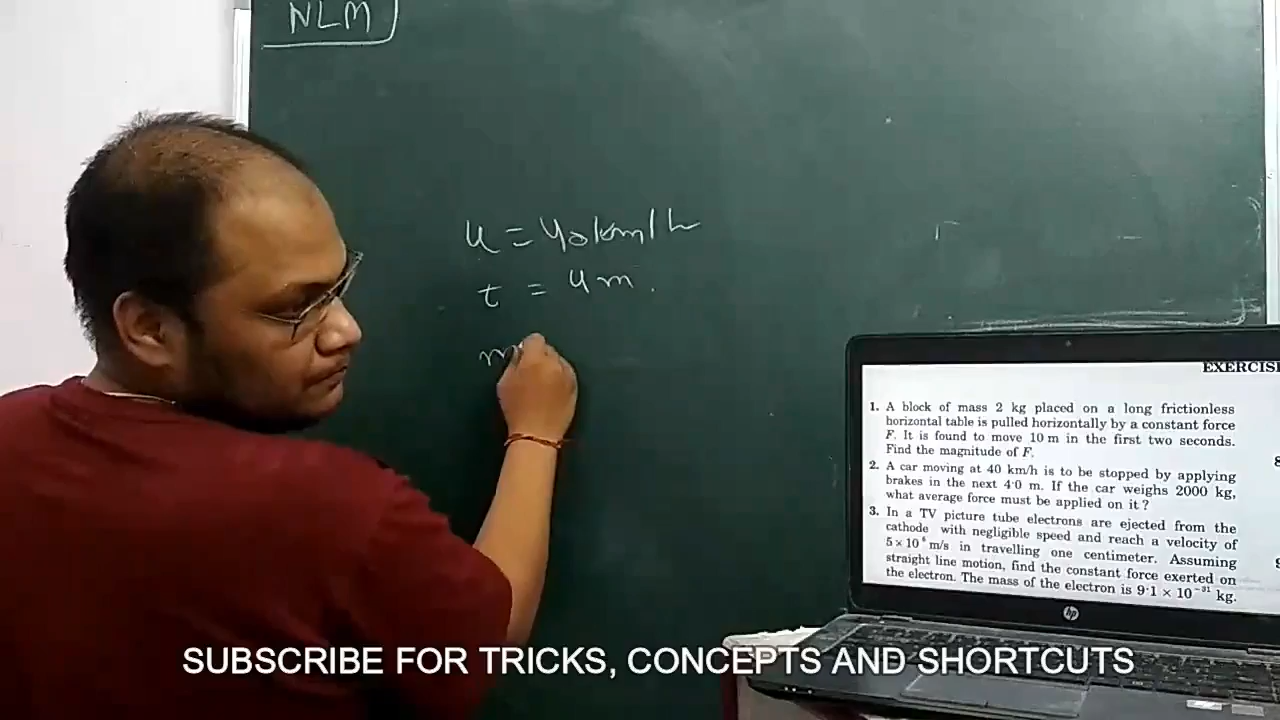 NLM
u = 40km/h
t = 4m.
m
EXERCISE
1. A block of mass 2 kg placed on a long frictionless
horizontal table is pulled horizontally by a constant force
F. It is found to move 10 m in the first two seconds.
Find the magnitude of F.
2. A car moving at 40 km/h is to be stopped by applying
brakes in the next 4·0 m. If the car weighs 2000 kg,
what average force must be applied on it ?
3. In a TV picture tube electrons are ejected from the
cathode with negligible speed and reach a velocity of
5 × 10⁶ m/s in travelling one centimeter. Assuming
straight line motion, find the constant force exerted on
the electron. The mass of the electron is 9·1 × 10⁻³¹ kg.
hp
SUBSCRIBE FOR TRICKS, CONCEPTS AND SHORTCUTS